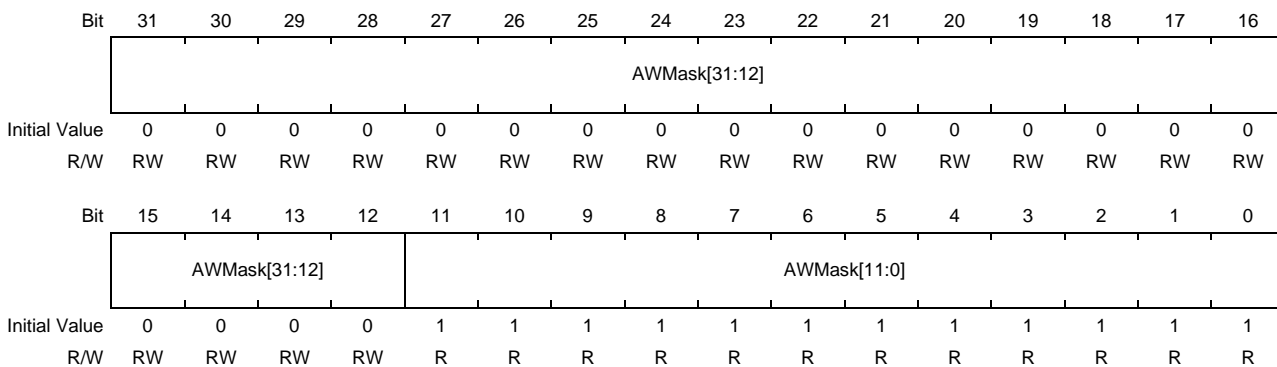 Bit 31 30 29 28 27 26 25 24 23 22 21 20 19 18 17 16
AWMask[31:12]
Initial Value 0 0 0 0 0 0 0 0 0 0 0 0 0 0 0 0
R/W RW RW RW RW RW RW RW RW RW RW RW RW RW RW RW RW
Bit 15 14 13 12 11 10 9 8 7 6 5 4 3 2 1 0
AWMask[31:12] AWMask[11:0]
Initial Value 0 0 0 0 1 1 1 1 1 1 1 1 1 1 1 1
R/W RW RW RW RW R R R R R R R R R R R R